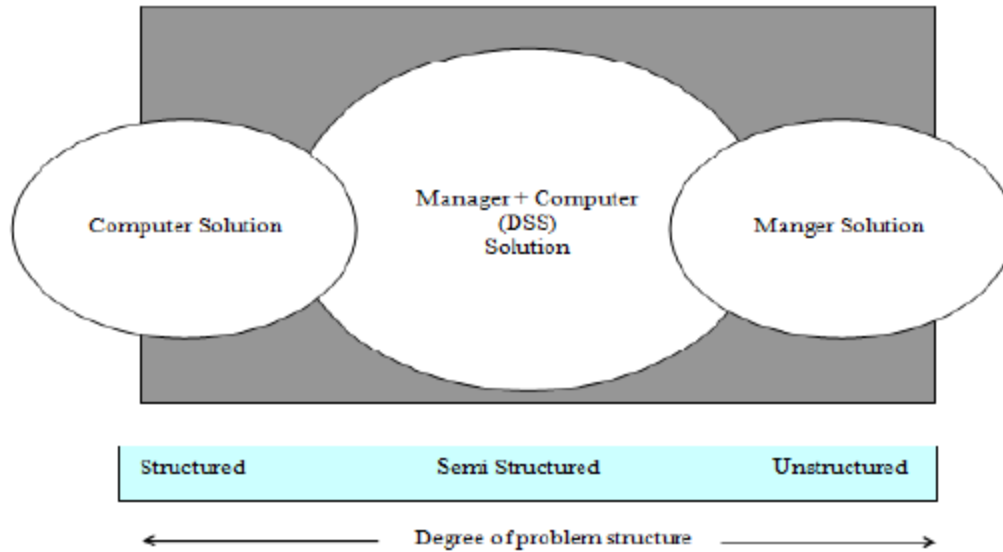 Computer Solution
Manager + Computer
(DSS)
Solution
Manger Solution
Structured
Semi Structured
Unstructured
Degree of problem structure